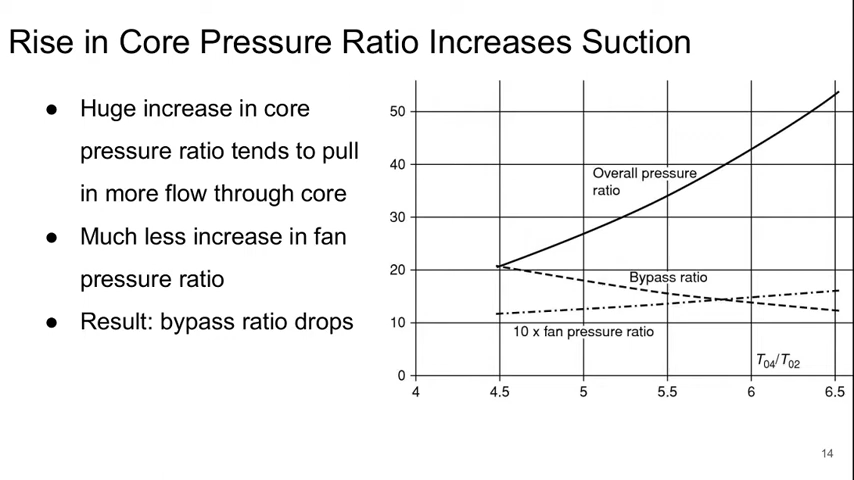 Rise in Core Pressure Ratio Increases Suction
● Huge increase in core
pressure ratio tends to pull
in more flow through core
● Much less increase in fan
pressure ratio
● Result: bypass ratio drops
50
40
30
20
10
0
4
4.5
5
5.5
6
6.5
Overall pressure
ratio
Bypass ratio
10 x fan pressure ratio
T04/T02
14